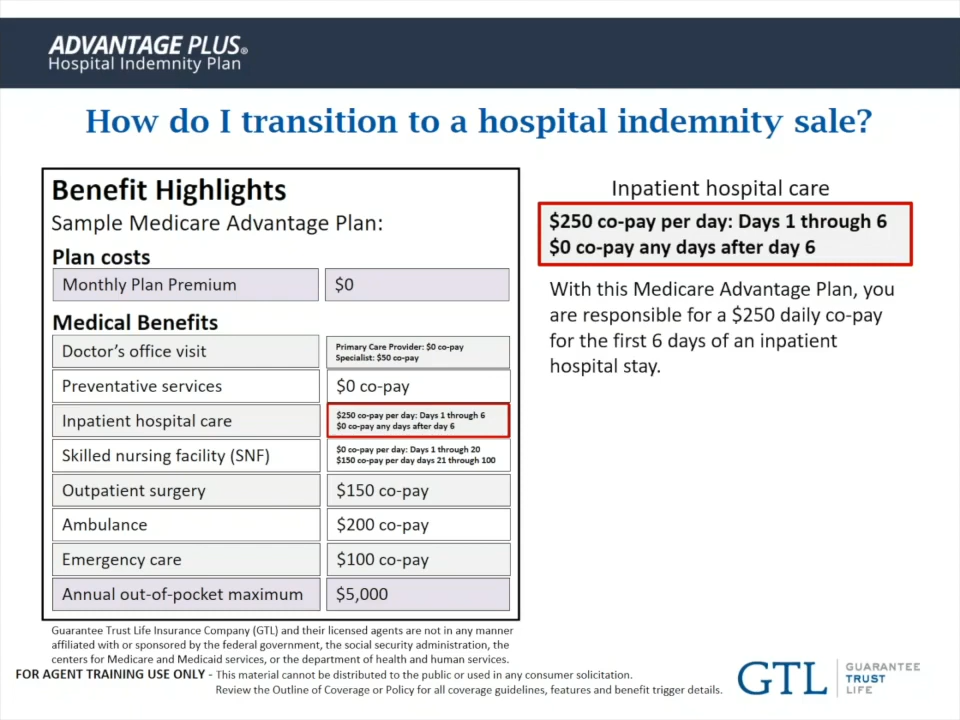 ADVANTAGE PLUS®
Hospital Indemnity Plan
How do I transition to a hospital indemnity sale?
Benefit Highlights
Sample Medicare Advantage Plan:
Plan costs
Monthly Plan Premium $0
Medical Benefits
Doctor's office visit
Primary Care Provider: $0 co-pay
Specialist: $50 co-pay
Preventative services $0 co-pay
Inpatient hospital care
$250 co-pay per day: Days 1 through 6
$0 co-pay any days after day 6
Skilled nursing facility (SNF)
$0 co-pay per day: Days 1 through 20
$150 co-pay per day days 21 through 100
Outpatient surgery $150 co-pay
Ambulance $200 co-pay
Emergency care $100 co-pay
Annual out-of-pocket maximum $5,000
Inpatient hospital care
$250 co-pay per day: Days 1 through 6
$0 co-pay any days after day 6
With this Medicare Advantage Plan, you
are responsible for a $250 daily co-pay
for the first 6 days of an inpatient
hospital stay.
Guarantee Trust Life Insurance Company (GTL) and their licensed agents are not in any manner
affiliated with or sponsored by the federal government, the social security administration, the
centers for Medicare and Medicaid services, or the department of health and human services.
FOR AGENT TRAINING USE ONLY - This material cannot be distributed to the public or used in any consumer solicitation.
Review the Outline of Coverage or Policy for all coverage guidelines, features and benefit trigger details.
GTL
GUARANTEE
TRUST
LIFE